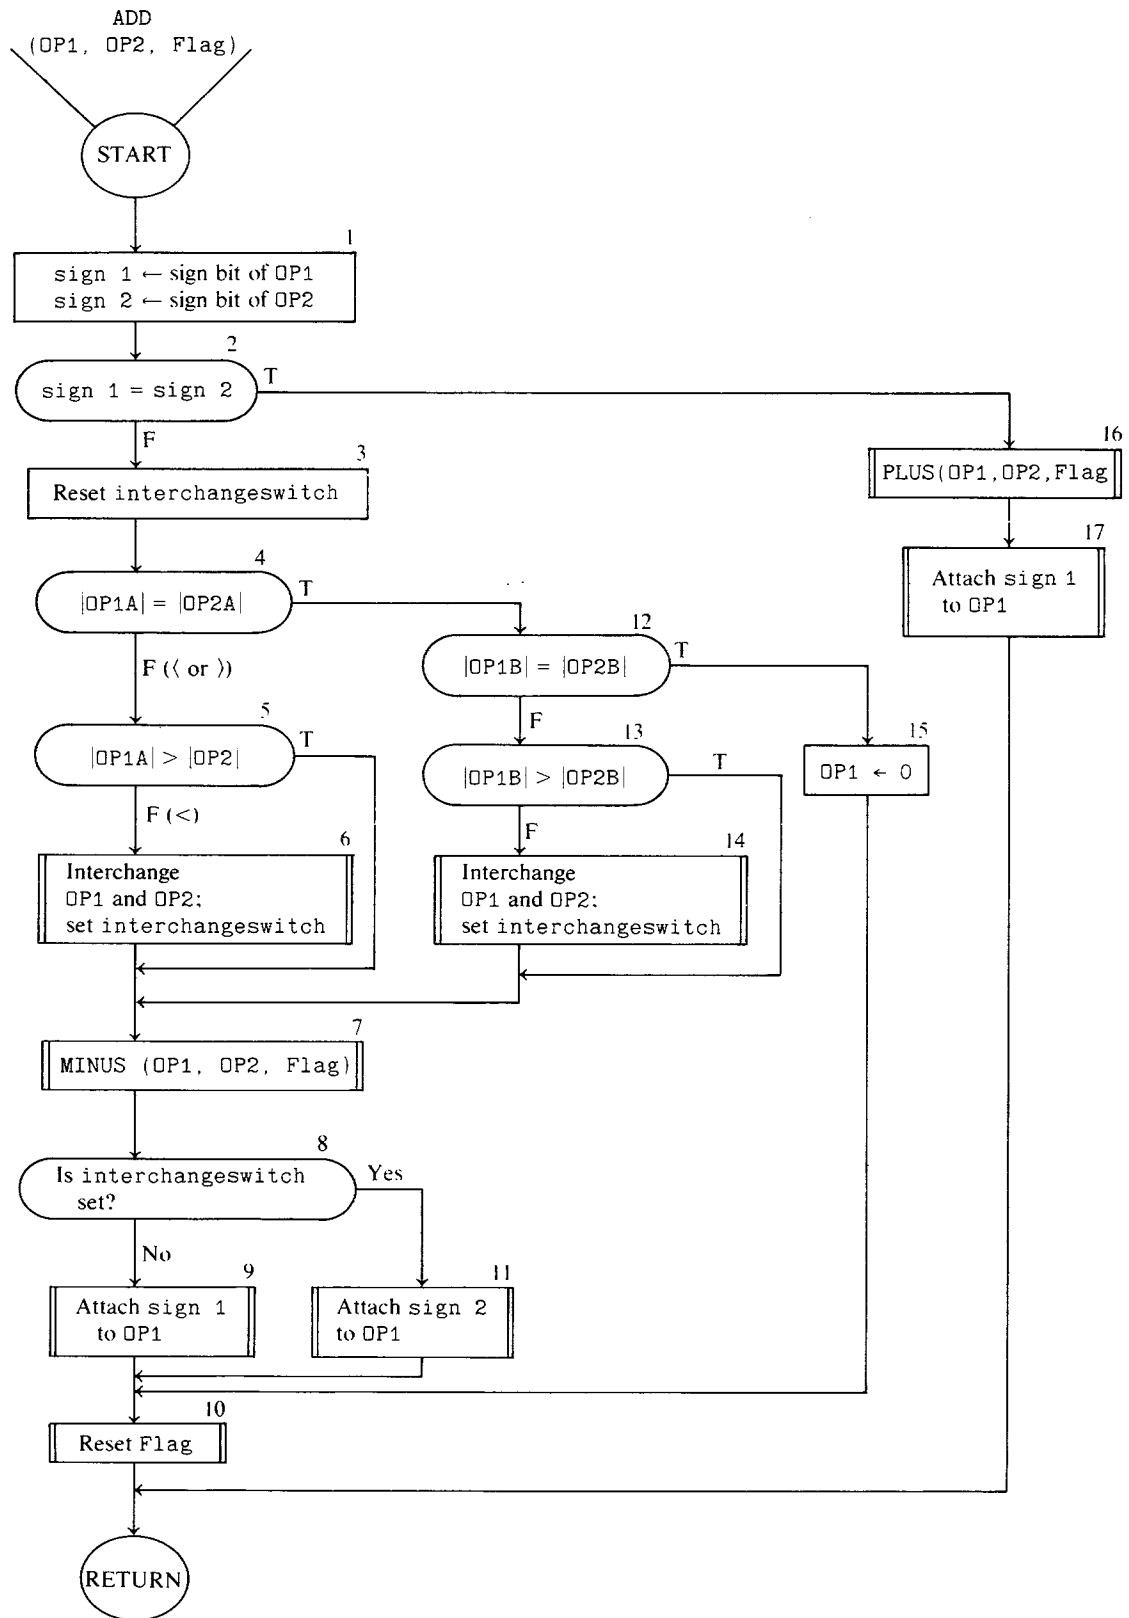 ADD
(OP1, OP2, Flag)
START
1
sign 1 ← sign bit of OP1
sign 2 ← sign bit of OP2
2
sign 1 = sign 2
T
F
3
Reset interchangeswitch
16
PLUS(OP1,OP2,Flag
17
Attach sign 1
to OP1
4
|OP1A| = |OP2A|
T
F (⟨ or ⟩)
12
|OP1B| = |OP2B|
T
F
5
|OP1A| > |OP2|
T
F (<)
13
|OP1B| > |OP2B|
T
F
15
OP1 ← 0
6
Interchange
OP1 and OP2;
set interchangeswitch
14
Interchange
OP1 and OP2;
set interchangeswitch
7
MINUS (OP1, OP2, Flag)
8
Is interchangeswitch
set?
Yes
No
9
Attach sign 1
to OP1
11
Attach sign 2
to OP1
10
Reset Flag
RETURN